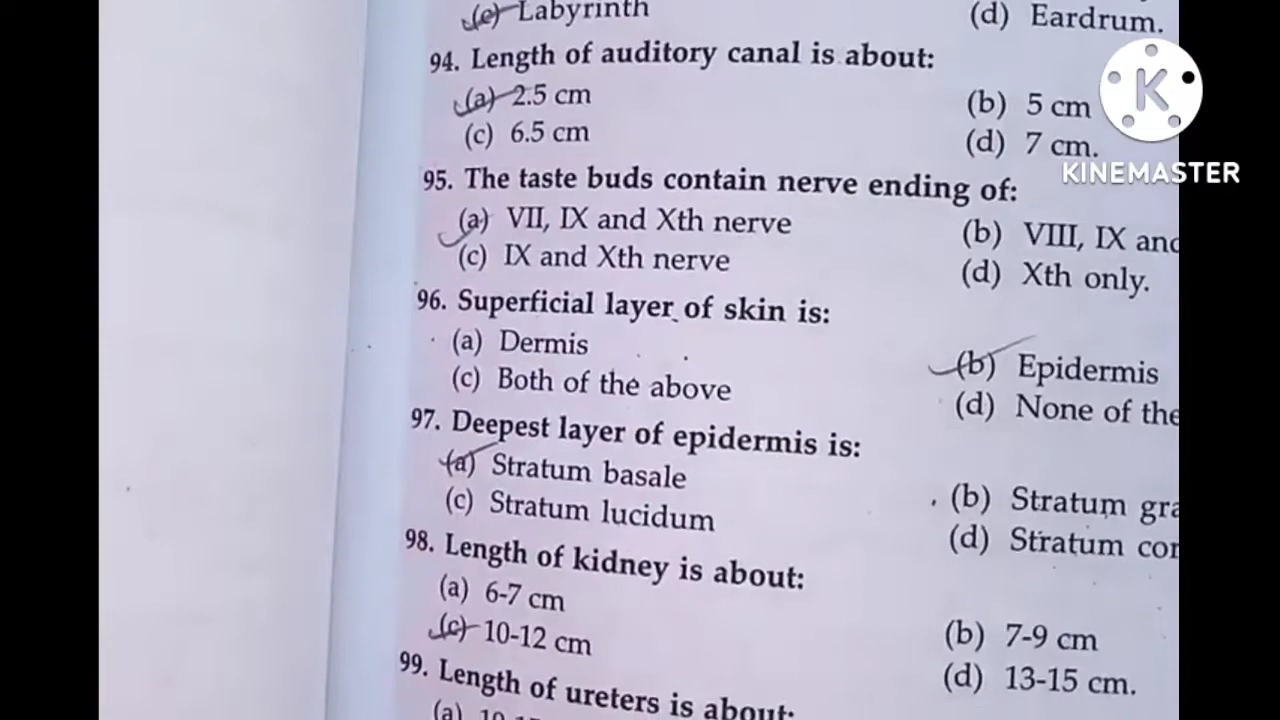 (c) Labyrinth (d) Eardrum.
94. Length of auditory canal is about:
(a) 2.5 cm (b) 5 cm
(c) 6.5 cm (d) 7 cm.
K
KINEMASTER
95. The taste buds contain nerve ending of:
(a) VII, IX and Xth nerve (b) VIII, IX and
(c) IX and Xth nerve (d) Xth only.
96. Superficial layer of skin is:
(a) Dermis (b) Epidermis
(c) Both of the above (d) None of the
97. Deepest layer of epidermis is:
(a) Stratum basale (b) Stratum gra
(c) Stratum lucidum (d) Stratum cor
98. Length of kidney is about:
(a) 6-7 cm (b) 7-9 cm
(c) 10-12 cm (d) 13-15 cm.
99. Length of ureters is about:
(a)